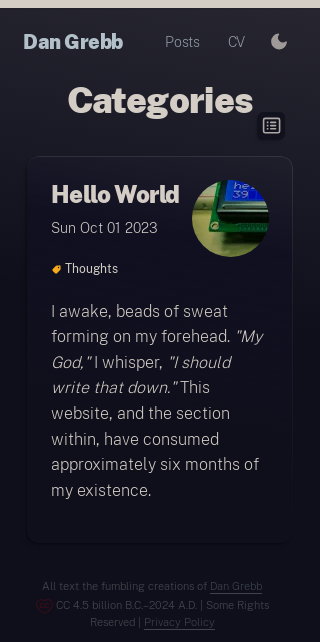 Dan Grebb
Posts
CV
Categories
Hello World
Sun Oct 01 2023
Thoughts
I awake, beads of sweat
forming on my forehead. "My
God," I whisper, "I should
write that down." This
website, and the section
within, have consumed
approximately six months of
my existence.
All text the fumbling creations of Dan Grebb
CC 4.5 billion B.C.–2024 A.D. | Some Rights
Reserved | Privacy Policy